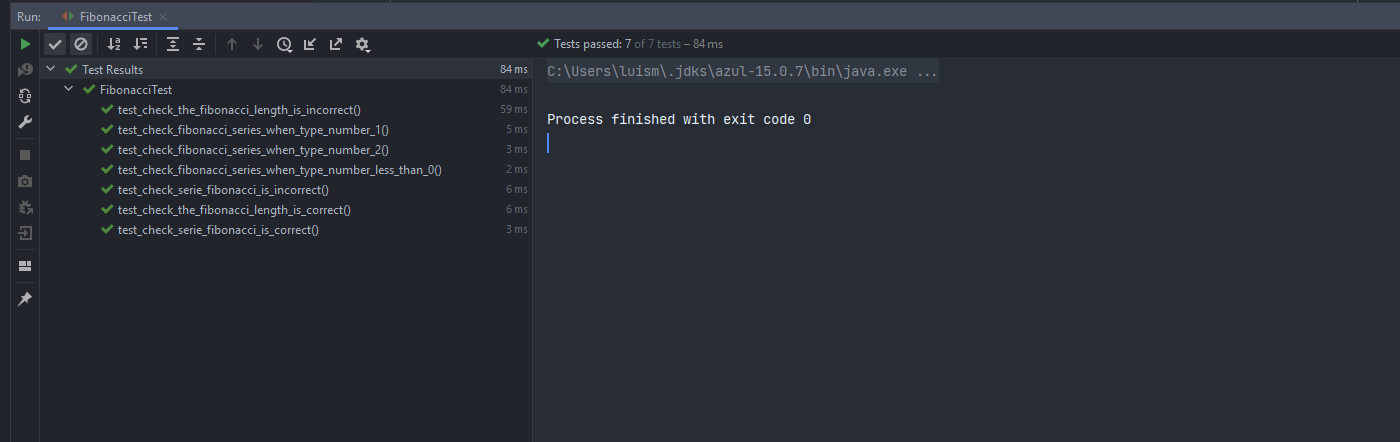 Run: FibonacciTest
Tests passed: 7 of 7 tests – 84 ms
Test Results 84 ms
FibonacciTest 84 ms
test_check_the_fibonacci_length_is_incorrect() 59 ms
test_check_fibonacci_series_when_type_number_1() 5 ms
test_check_fibonacci_series_when_type_number_2() 3 ms
test_check_fibonacci_series_when_type_number_less_than_0() 2 ms
test_check_serie_fibonacci_is_incorrect() 6 ms
test_check_the_fibonacci_length_is_correct() 6 ms
test_check_serie_fibonacci_is_correct() 3 ms
C:\Users\luism\.jdks\azul-15.0.7\bin\java.exe ...
Process finished with exit code 0